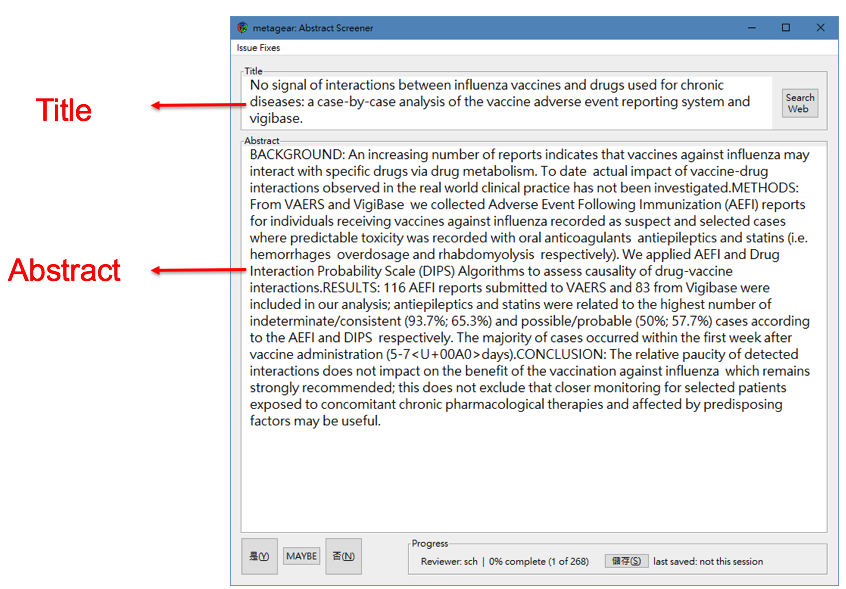 metagear: Abstract Screener
Issue Fixes
Title
Title
No signal of interactions between influenza vaccines and drugs used for chronic
diseases: a case-by-case analysis of the vaccine adverse event reporting system and
vigibase.
Search
Web
Abstract
Abstract
BACKGROUND: An increasing number of reports indicates that vaccines against influenza may
interact with specific drugs via drug metabolism. To date  actual impact of vaccine-drug
interactions observed in the real world clinical practice has not been investigated.METHODS:
From VAERS and VigiBase  we collected Adverse Event Following Immunization (AEFI) reports
for individuals receiving vaccines against influenza recorded as suspect and selected cases
where predictable toxicity was recorded with oral anticoagulants  antiepileptics and statins (i.e.
hemorrhages  overdosage and rhabdomyolysis  respectively). We applied AEFI and Drug
Interaction Probability Scale (DIPS) Algorithms to assess causality of drug-vaccine
interactions.RESULTS: 116 AEFI reports submitted to VAERS and 83 from Vigibase were
included in our analysis; antiepileptics and statins were related to the highest number of
indeterminate/consistent (93.7%; 65.3%) and possible/probable (50%; 57.7%) cases according
to the AEFI and DIPS  respectively. The majority of cases occurred within the first week after
vaccine administration (5-7<U+00A0>days).CONCLUSION: The relative paucity of detected
interactions does not impact on the benefit of the vaccination against influenza  which remains
strongly recommended; this does not exclude that closer monitoring for selected patients
exposed to concomitant chronic pharmacological therapies and affected by predisposing
factors may be useful.
是(Y) MAYBE 否(N)
Progress
Reviewer: sch | 0% complete (1 of 268) 儲存(S) last saved: not this session